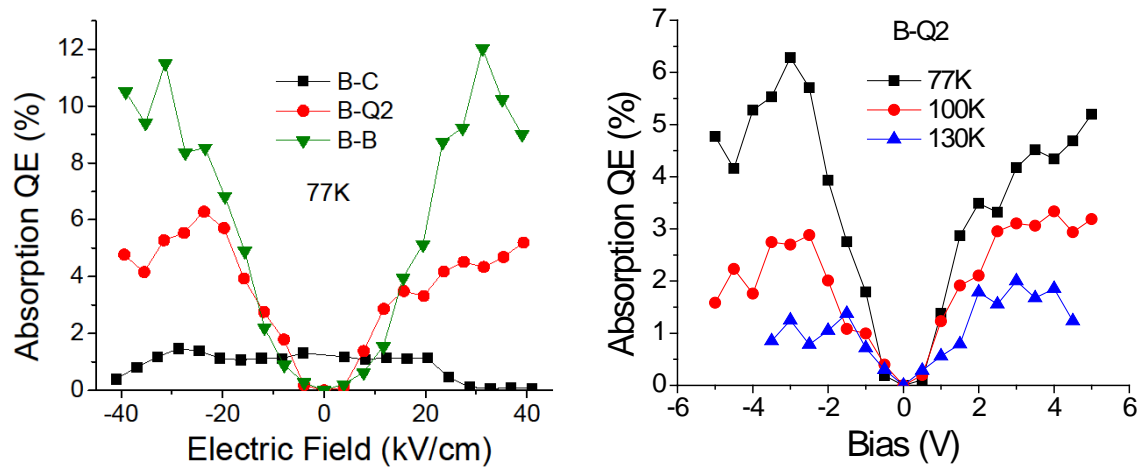 Absorption QE (%)
12
10
8
6
4
2
0
B-C
B-Q2
B-B
77K
-40
-20
0
20
40
Electric Field (kV/cm)
Absorption QE (%)
7
6
5
4
3
2
1
0
B-Q2
77K
100K
130K
-6
-4
-2
0
2
4
6
Bias (V)